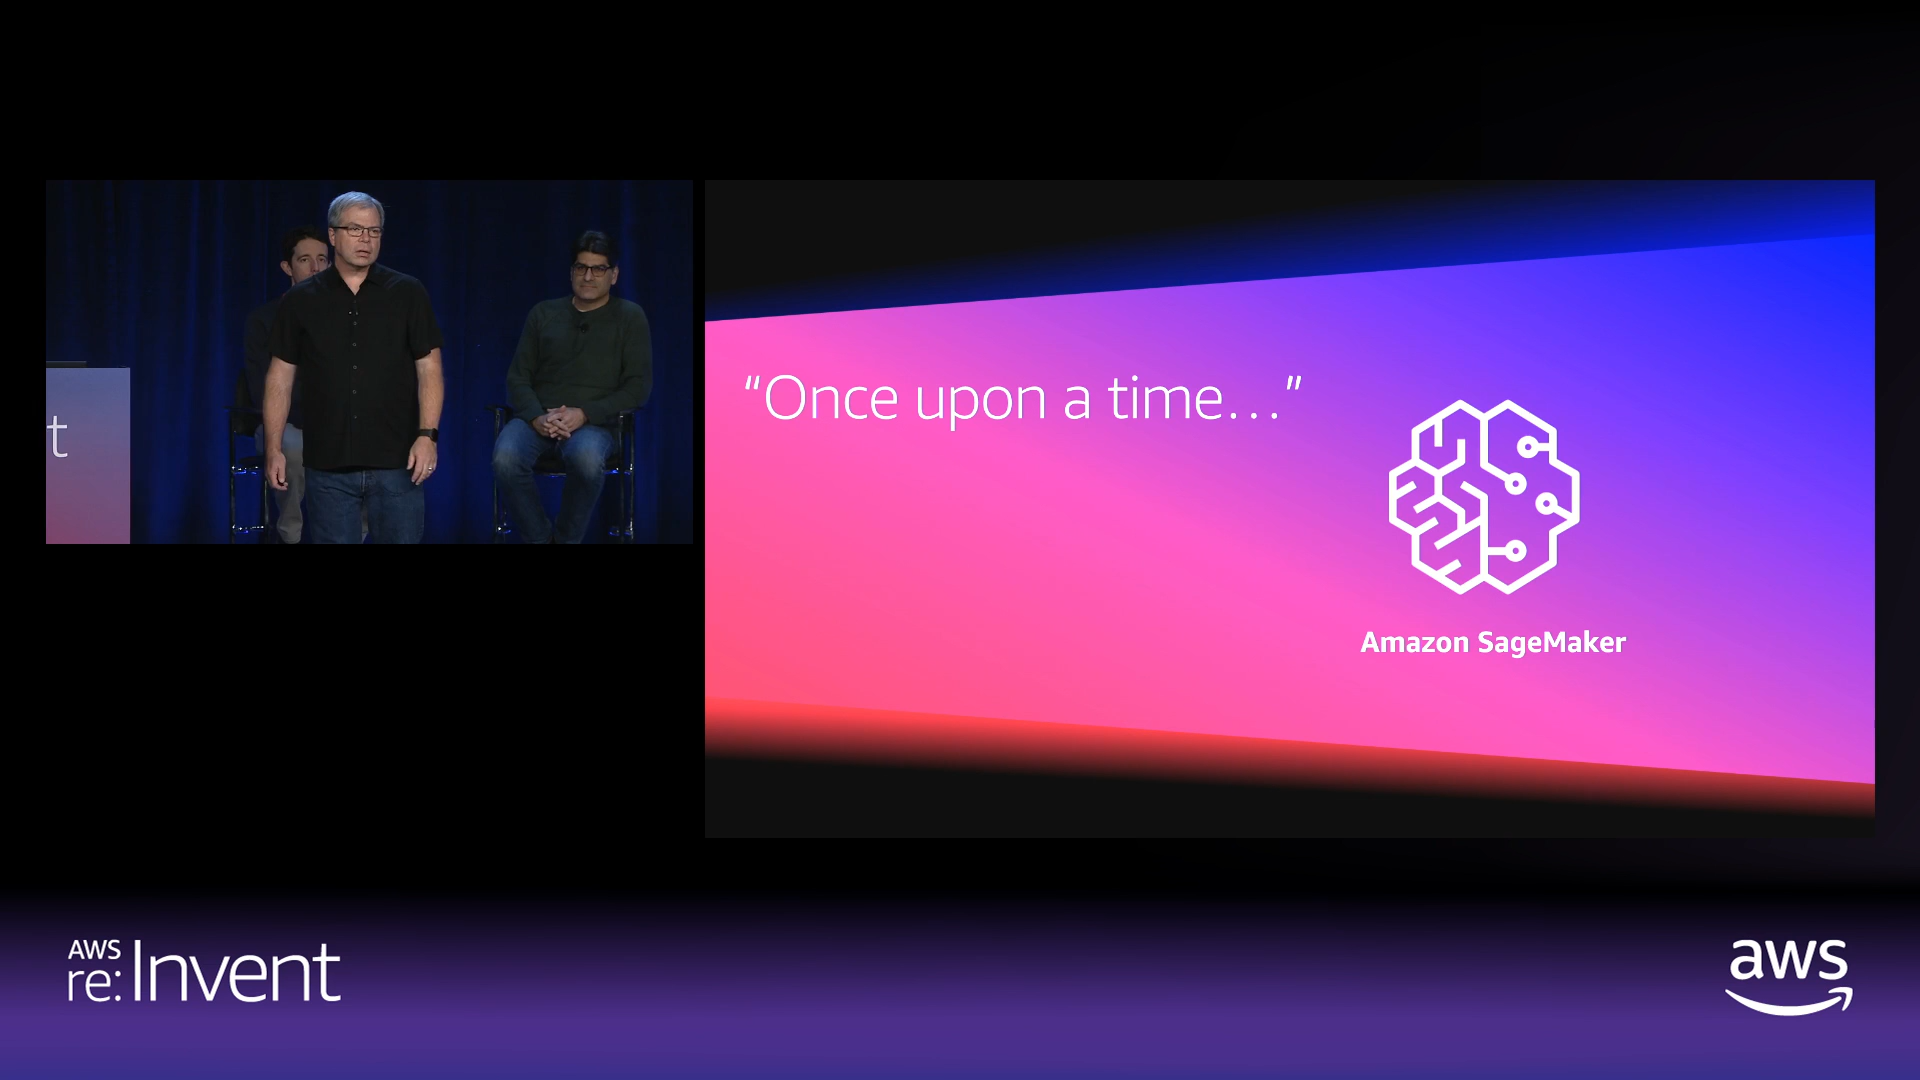 t
“Once upon a time...”
Amazon SageMaker
AWS
re:Invent
aws